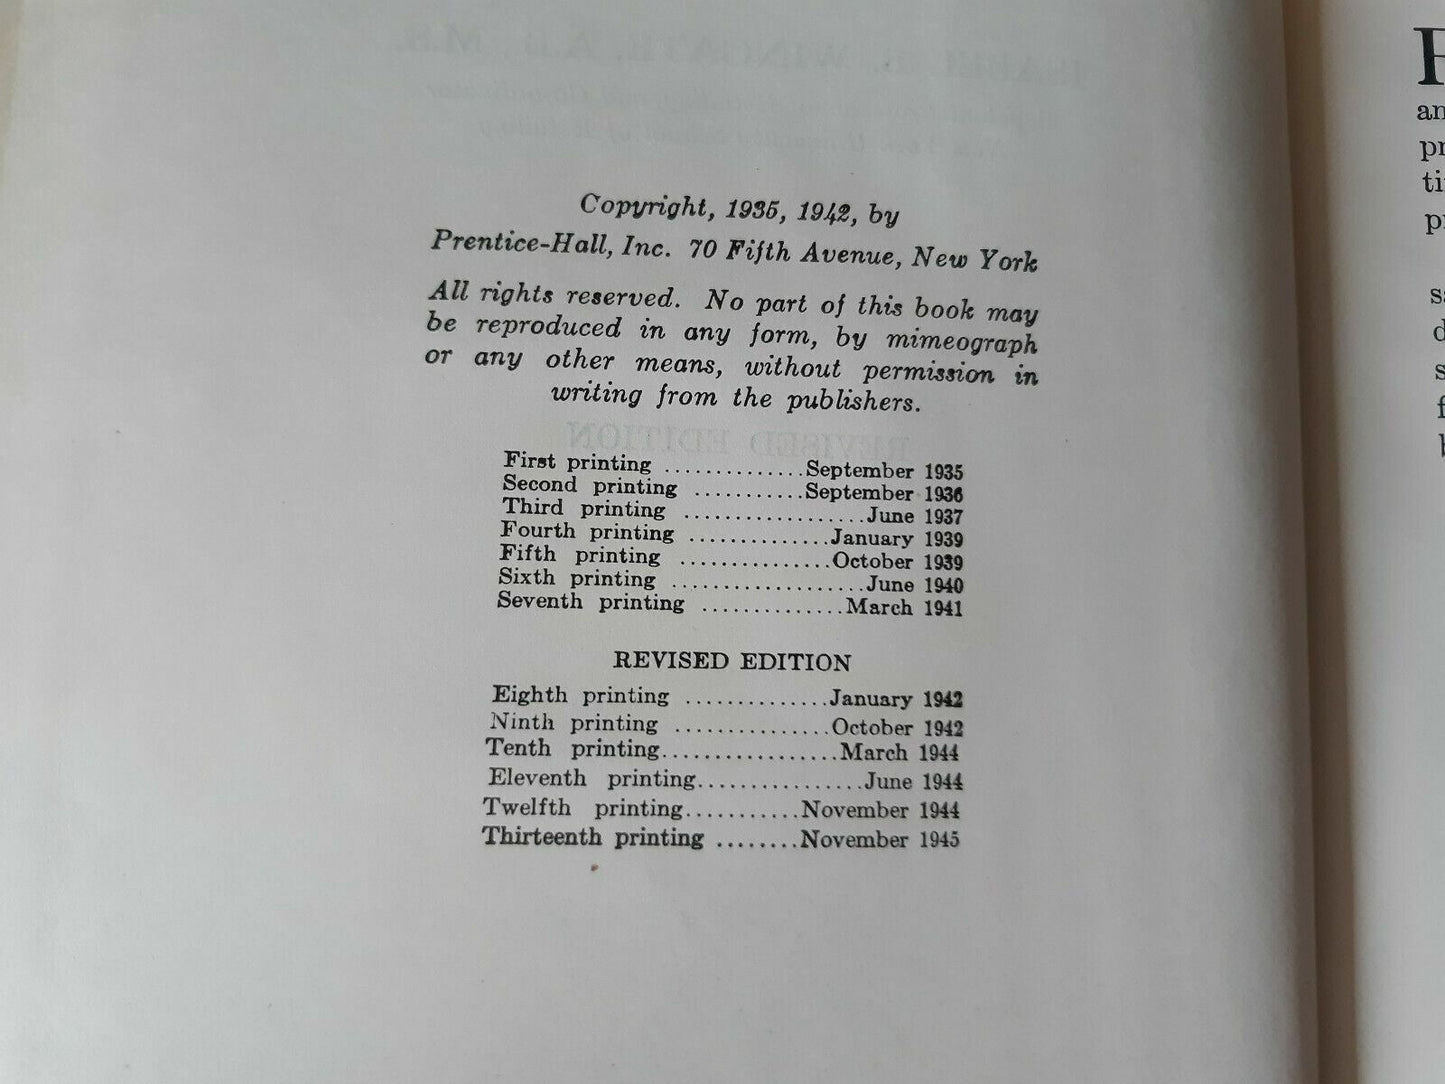 Copyright, 1935, 1942, by
Prentice-Hall, Inc. 70 Fifth Avenue, New York
All rights reserved. No part of this book may
be reproduced in any form, by mimeograph
or any other means, without permission in
writing from the publishers.
First printing ..............September 1935
Second printing ...........September 1936
Third printing ..................June 1937
Fourth printing ..............January 1939
Fifth printing ...............October 1939
Sixth printing ...................June 1940
Seventh printing ..............March 1941
REVISED EDITION
Eighth printing ..............January 1942
Ninth printing ...............October 1942
Tenth printing.................March 1944
Eleventh printing................June 1944
Twelfth printing...........November 1944
Thirteenth printing ........November 1945